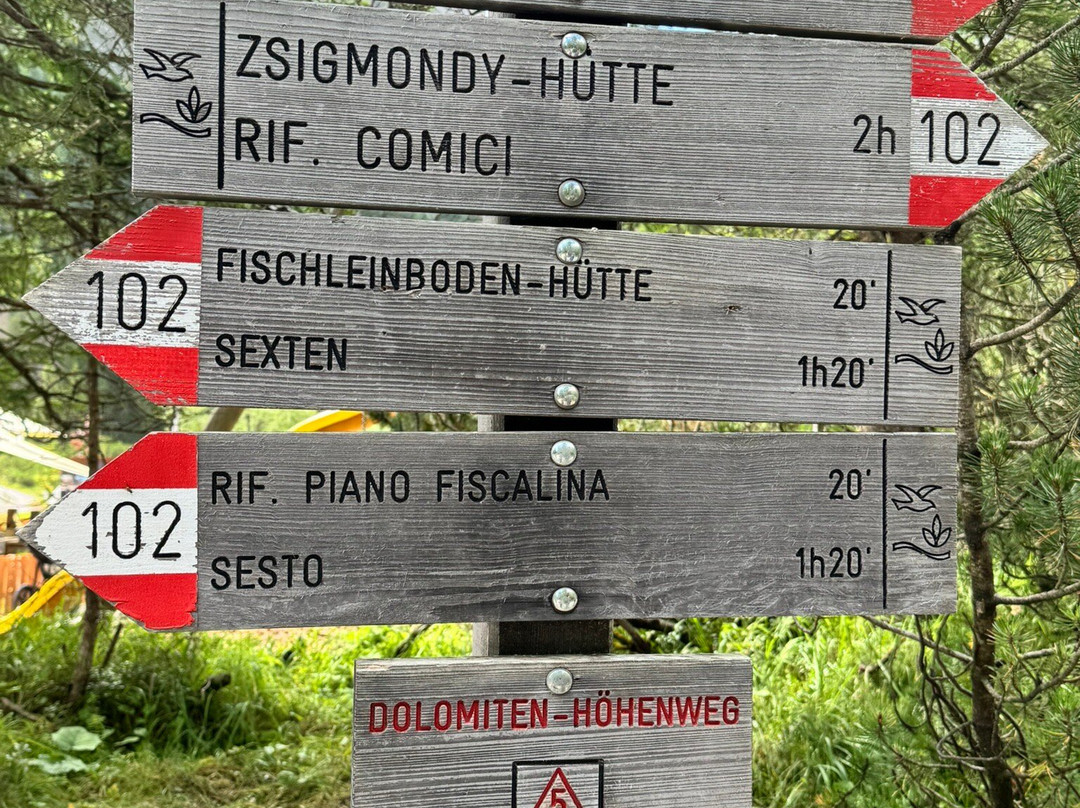 ZSIGMONDY-HÜTTE
RIF. COMICI 2h 102
102 FISCHLEINBODEN-HÜTTE 20'
SEXTEN 1h20'
102 RIF. PIANO FISCALINA 20'
SESTO 1h20'
DOLOMITEN-HÖHENWEG
5